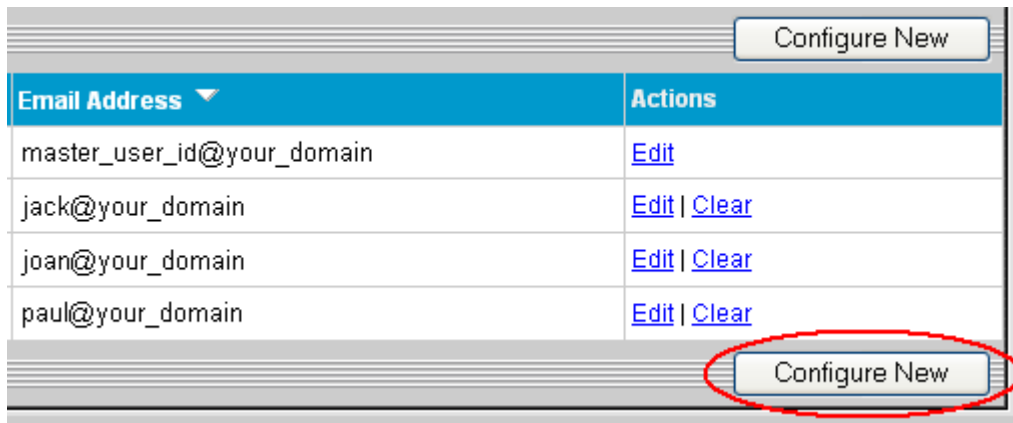 Configure New
Email Address Actions
master_user_id@your_domain Edit
jack@your_domain Edit | Clear
joan@your_domain Edit | Clear
paul@your_domain Edit | Clear
Configure New